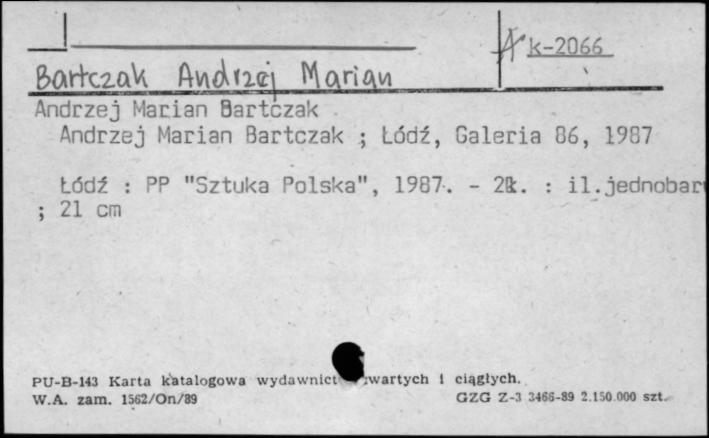 K-2066
Bartczak Andrzej Marian
Andrzej Marian Bartczak
Andrzej Marian Bartczak ; Łódź, Galeria 86, 1987
Łódź : PP "Sztuka Polska", 1987. - 2k. : il.jednobar
; 21 cm
PU-B-143 Karta katalogowa wydawnict wartych i ciągłych.
W.A. zam. 1562/On/89
GZG Z-3 3466-89 2.150.000 szt.